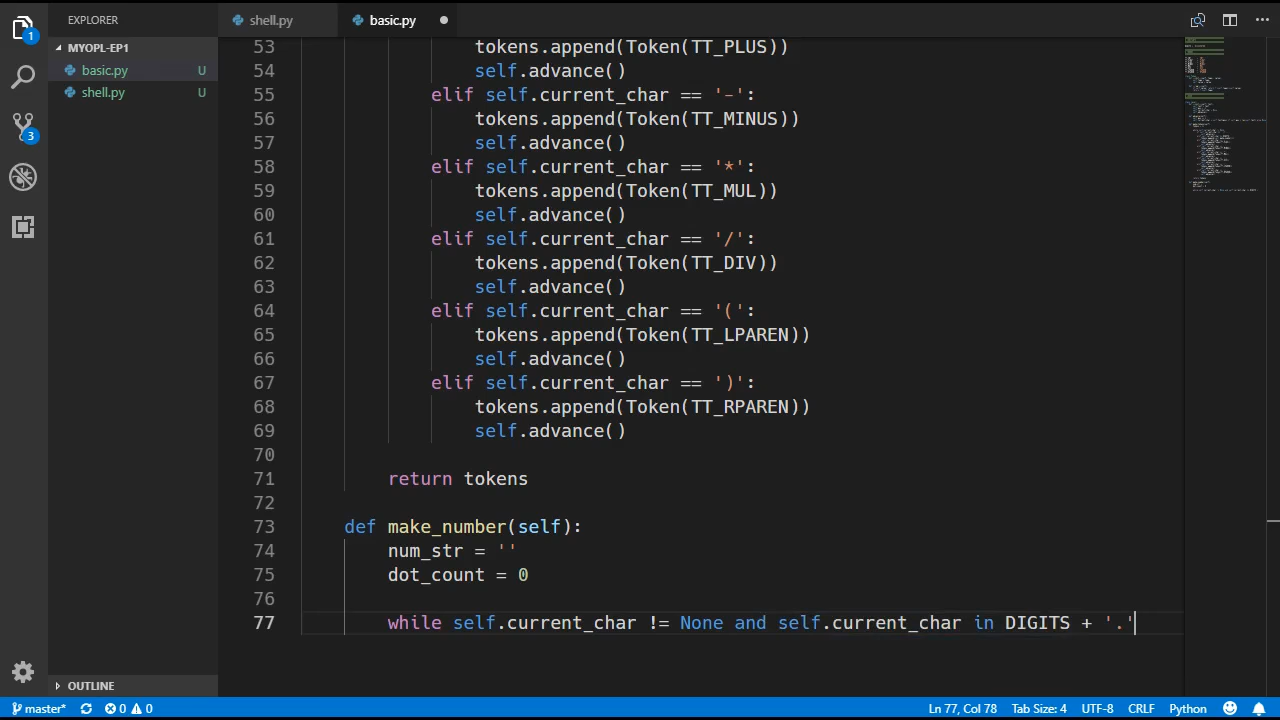 EXPLORER
shell.py
basic.py
MYOPL-EP1
basic.py U
shell.py U
1
3
53 tokens.append(Token(TT_PLUS))
54 self.advance()
55 elif self.current_char == '-':
56 tokens.append(Token(TT_MINUS))
57 self.advance()
58 elif self.current_char == '*':
59 tokens.append(Token(TT_MUL))
60 self.advance()
61 elif self.current_char == '/':
62 tokens.append(Token(TT_DIV))
63 self.advance()
64 elif self.current_char == '(':
65 tokens.append(Token(TT_LPAREN))
66 self.advance()
67 elif self.current_char == ')':
68 tokens.append(Token(TT_RPAREN))
69 self.advance()
70
71 return tokens
72
73 def make_number(self):
74 num_str = ''
75 dot_count = 0
76
77 while self.current_char != None and self.current_char in DIGITS + '.'
OUTLINE
master* 0 0 Ln 77, Col 78 Tab Size: 4 UTF-8 CRLF Python